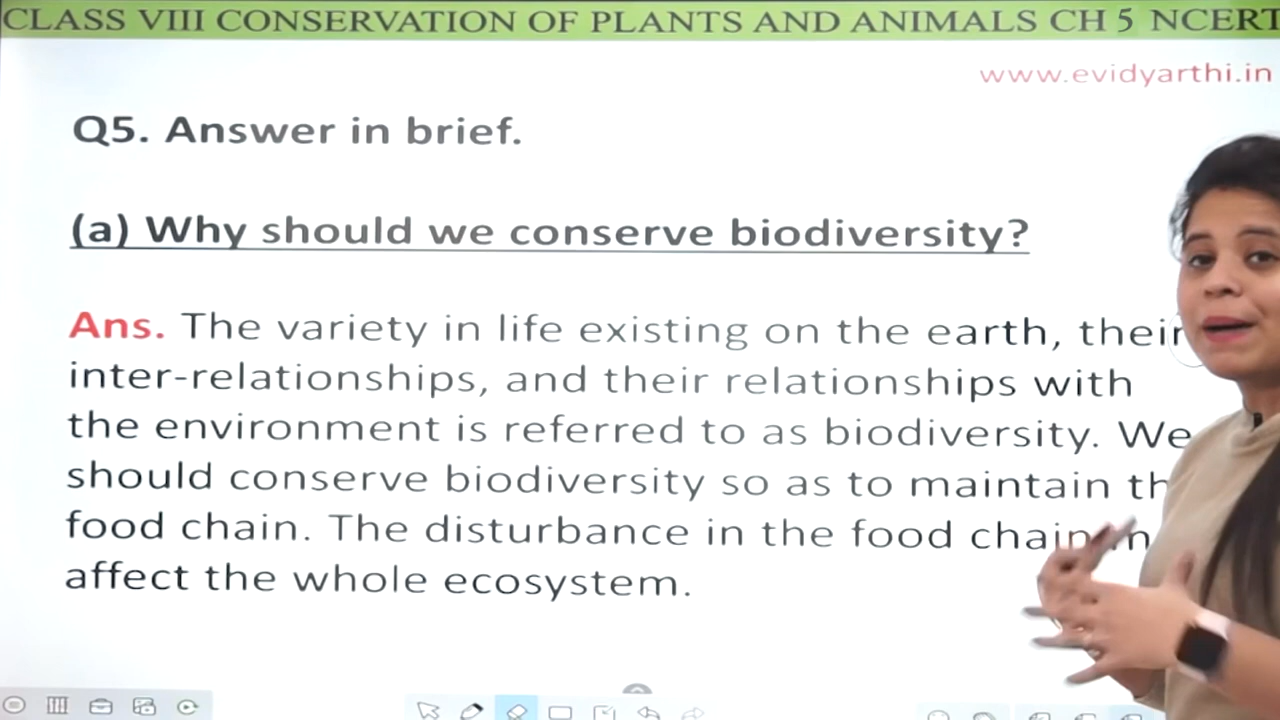 CLASS VIII CONSERVATION OF PLANTS AND ANIMALS CH 5 NCERT
www.evidyarthi.in
Q5. Answer in brief.
(a) Why should we conserve biodiversity?
Ans. The variety in life existing on the earth, their
inter-relationships, and their relationships with
the environment is referred to as biodiversity. We
should conserve biodiversity so as to maintain
food chain. The disturbance in the food chain
affect the whole ecosystem.